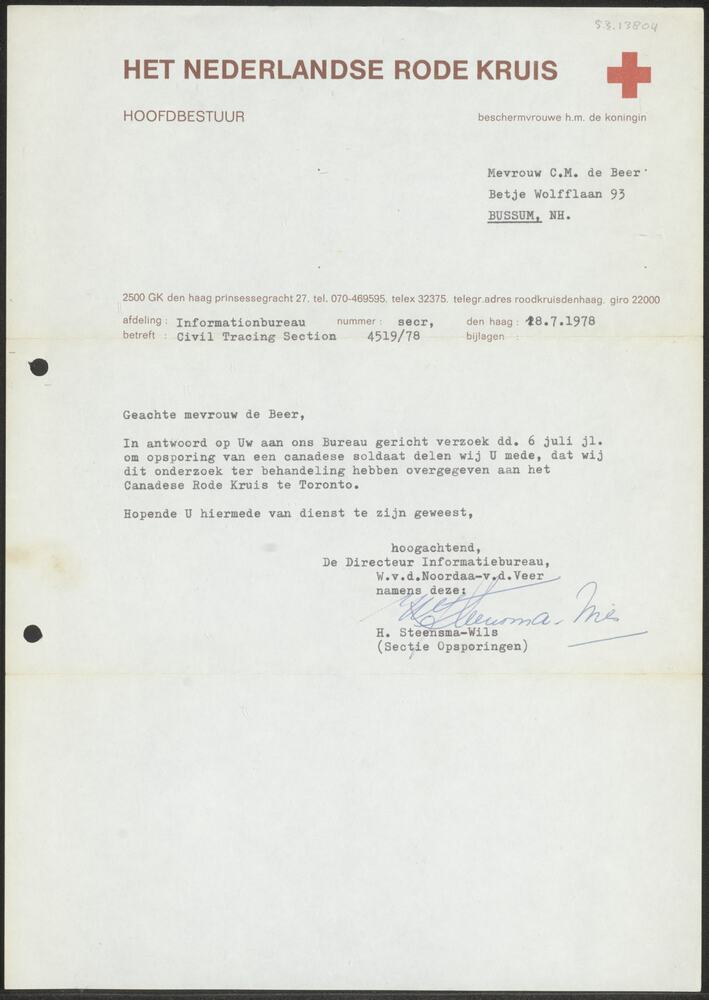 53.13804
HET NEDERLANDSE RODE KRUIS
HOOFDBESTUUR
beschermvrouwe h.m. de koningin
Mevrouw C.M. de Beer
Betje Wolfflaan 93
BUSSUM, NH.
2500 GK den haag prinsessegracht 27. tel. 070-469595. telex 32375. telegr.adres roodkruisdenhaag. giro 22000
afdeling : Informationbureau nummer : secr, den haag : 18.7.1978
betreft : Civil Tracing Section 4519/78 bijlagen :
Geachte mevrouw de Beer,
In antwoord op Uw aan ons Bureau gericht verzoek dd. 6 juli jl.
om opsporing van een canadese soldaat delen wij U mede, dat wij
dit onderzoek ter behandeling hebben overgegeven aan het
Canadese Rode Kruis te Toronto.
Hopende U hiermede van dienst te zijn geweest,
hoogachtend,
De Directeur Informatiebureau,
W.v.d.Noordaa-v.d.Veer
namens deze:
H Steensma-Wils
H. Steensma-Wils
(Sectie Opsporingen)